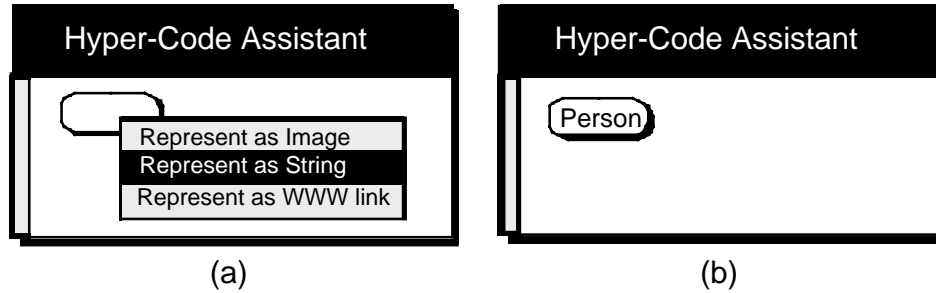 Hyper-Code Assistant
Represent as Image
Represent as String
Represent as WWW link
(a)
Hyper-Code Assistant
Person
(b)